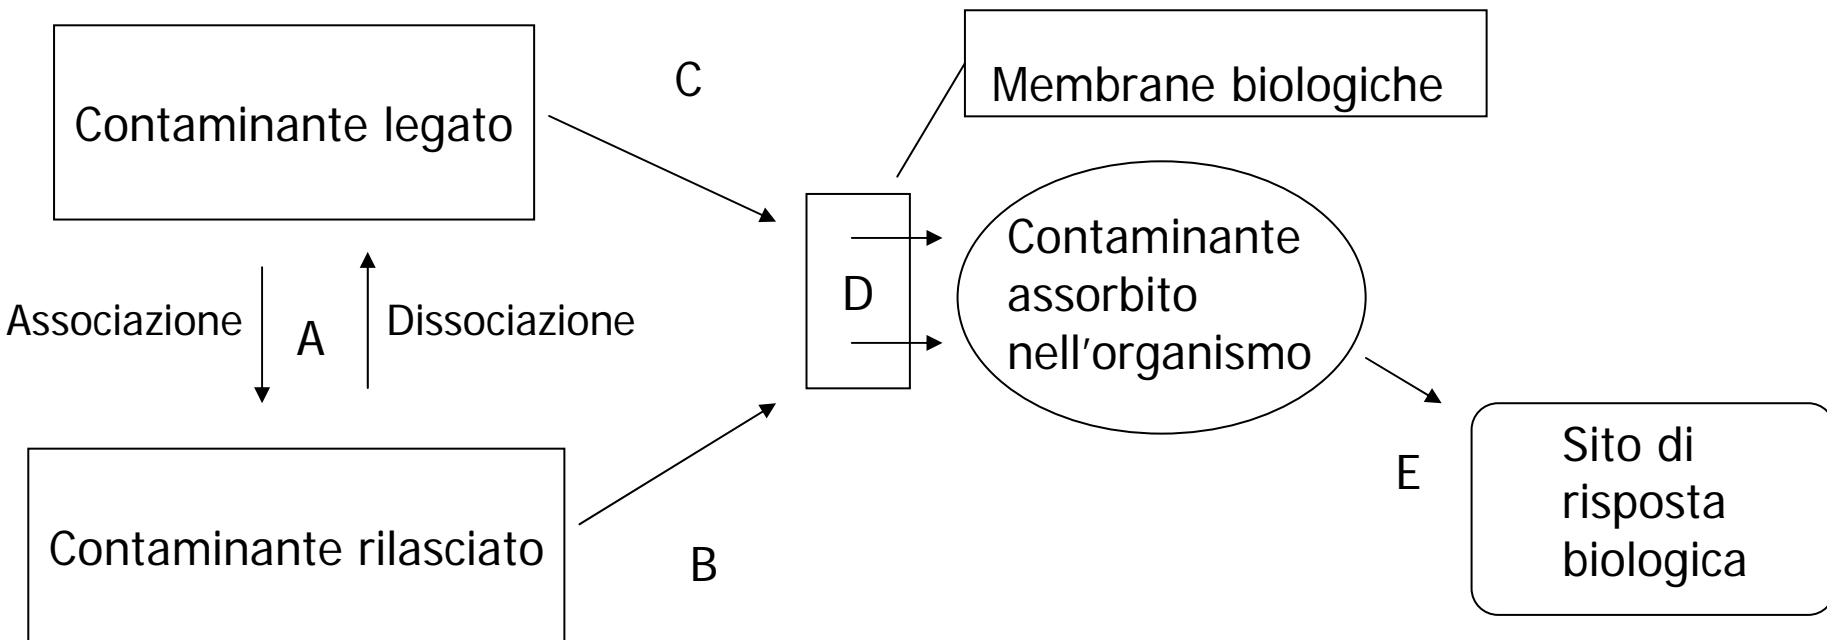 C
Membrane biologiche
Contaminante legato
Contaminante
assorbito
nell'organismo
D
Associazione
A
Dissociazione
Sito di
risposta
biologica
E
Contaminante rilasciato
B